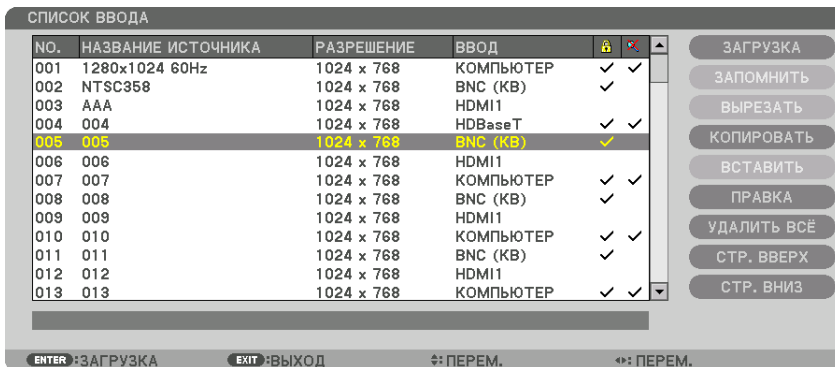 СПИСОК ВВОДА
NO. НАЗВАНИЕ ИСТОЧНИКА РАЗРЕШЕНИЕ ВВОД
001 1280x1024 60Hz 1024 x 768 КОМПЬЮТЕР ✓ ✓
002 NTSC358 1024 x 768 BNC (КВ) ✓
003 AAA 1024 x 768 HDMI1
004 004 1024 x 768 HDBaseT ✓ ✓
005 005 1024 x 768 BNC (КВ) ✓
006 006 1024 x 768 HDMI1
007 007 1024 x 768 КОМПЬЮТЕР ✓ ✓
008 008 1024 x 768 BNC (КВ) ✓
009 009 1024 x 768 HDMI1
010 010 1024 x 768 КОМПЬЮТЕР ✓ ✓
011 011 1024 x 768 BNC (КВ) ✓
012 012 1024 x 768 HDMI1
013 013 1024 x 768 КОМПЬЮТЕР ✓ ✓
ЗАГРУЗКА
ЗАПОМНИТЬ
ВЫРЕЗАТЬ
КОПИРОВАТЬ
ВСТАВИТЬ
ПРАВКА
УДАЛИТЬ ВСЁ
СТР. ВВЕРХ
СТР. ВНИЗ
ENTER :ЗАГРУЗКА EXIT :ВЫХОД :ПЕРЕМ. :ПЕРЕМ.